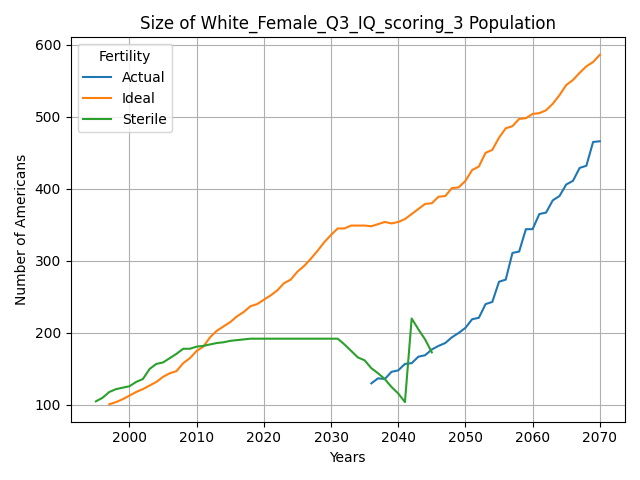 Size of White_Female_Q3_IQ_scoring_3 Population
Number of Americans
600
500
400
300
200
100
Fertility
Actual
Ideal
Sterile
2000 2010 2020 2030 2040 2050 2060 2070
Years